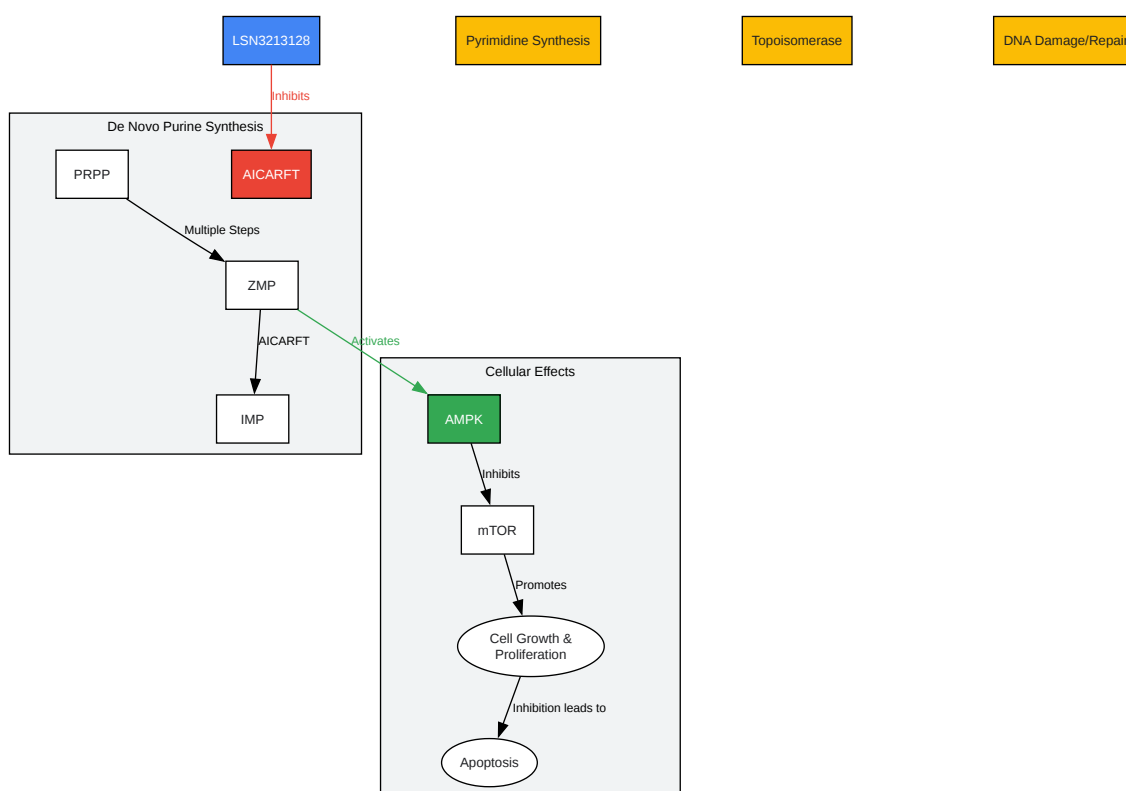 LSN3213128
Pyrimidine Synthesis
Topoisomerase
DNA Damage/Repair
Inhibits
De Novo Purine Synthesis
PRPP
AICARFT
Multiple Steps
ZMP
AICARFT
Activates
IMP
Cellular Effects
AMPK
Inhibits
mTOR
Promotes
Cell Growth &
Proliferation
Inhibition leads to
Apoptosis